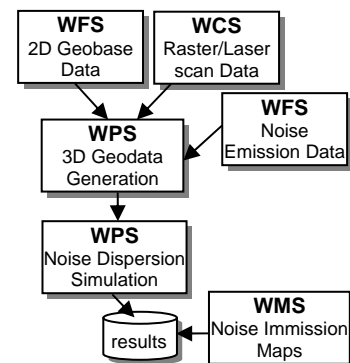 WFS
2D Geobase
Data
WCS
Raster/Laser
scan Data
WFS
Noise
Emission Data
WPS
3D Geodata
Generation
WPS
Noise Dispersion
Simulation
results
WMS
Noise Immission
Maps